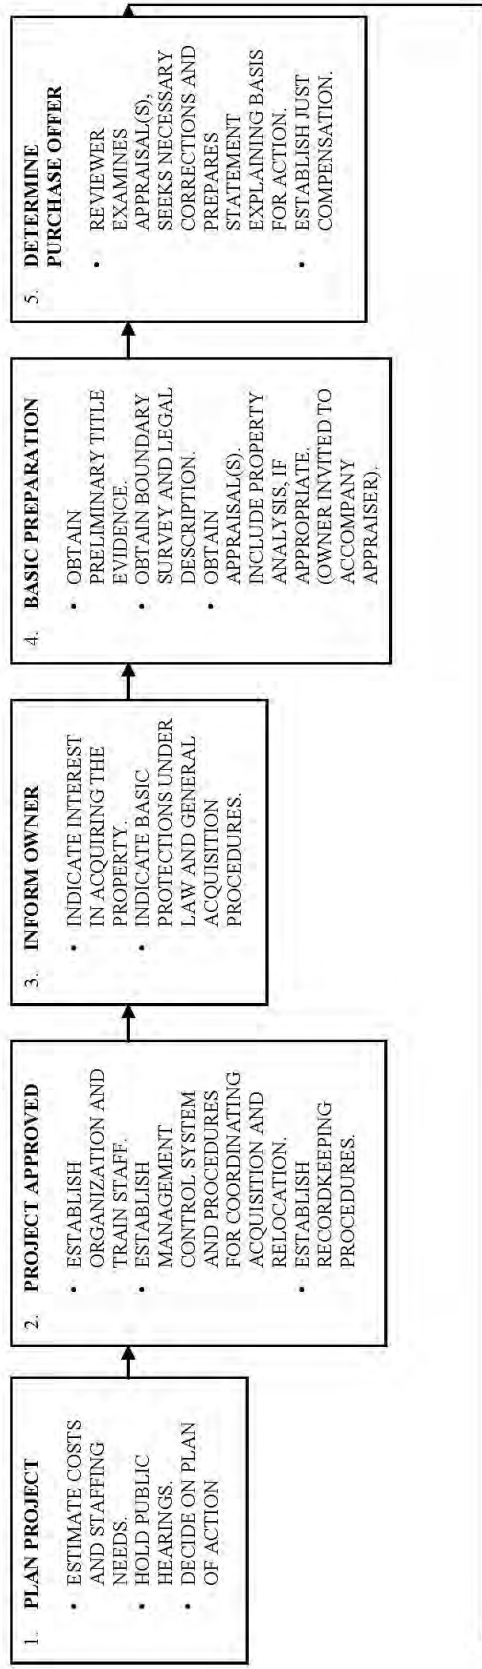 1. PLAN PROJECT
• ESTIMATE COSTS
AND STAFFING
NEEDS.
• HOLD PUBLIC
HEARINGS.
• DECIDE ON PLAN
OF ACTION
2. PROJECT APPROVED
• ESTABLISH
ORGANIZATION AND
TRAIN STAFF.
• ESTABLISH
MANAGEMENT
CONTROL SYSTEM
AND PROCEDURES
FOR COORDINATING
ACQUISITION AND
RELOCATION.
• ESTABLISH
RECORDKEEPING
PROCEDURES.
3. INFORM OWNER
• INDICATE INTEREST
IN ACQUIRING THE
PROPERTY.
• INDICATE BASIC
PROTECTIONS UNDER
LAW AND GENERAL
ACQUISITION
PROCEDURES.
4. BASIC PREPARATION
• OBTAIN
PRELIMINARY TITLE
EVIDENCE.
• OBTAIN BOUNDARY
SURVEY AND LEGAL
DESCRIPTION.
• OBTAIN
APPRAISAL(S).
INCLUDE PROPERTY
ANALYSIS, IF
APPROPRIATE.
(OWNER INVITED TO
ACCOMPANY
APPRAISER).
5. DETERMINE
PURCHASE OFFER
• REVIEWER
EXAMINES
APPRAISAL(S),
SEEKS NECESSARY
CORRECTIONS AND
PREPARES
STATEMENT
EXPLAINING BASIS
FOR ACTION.
• ESTABLISH JUST
COMPENSATION.